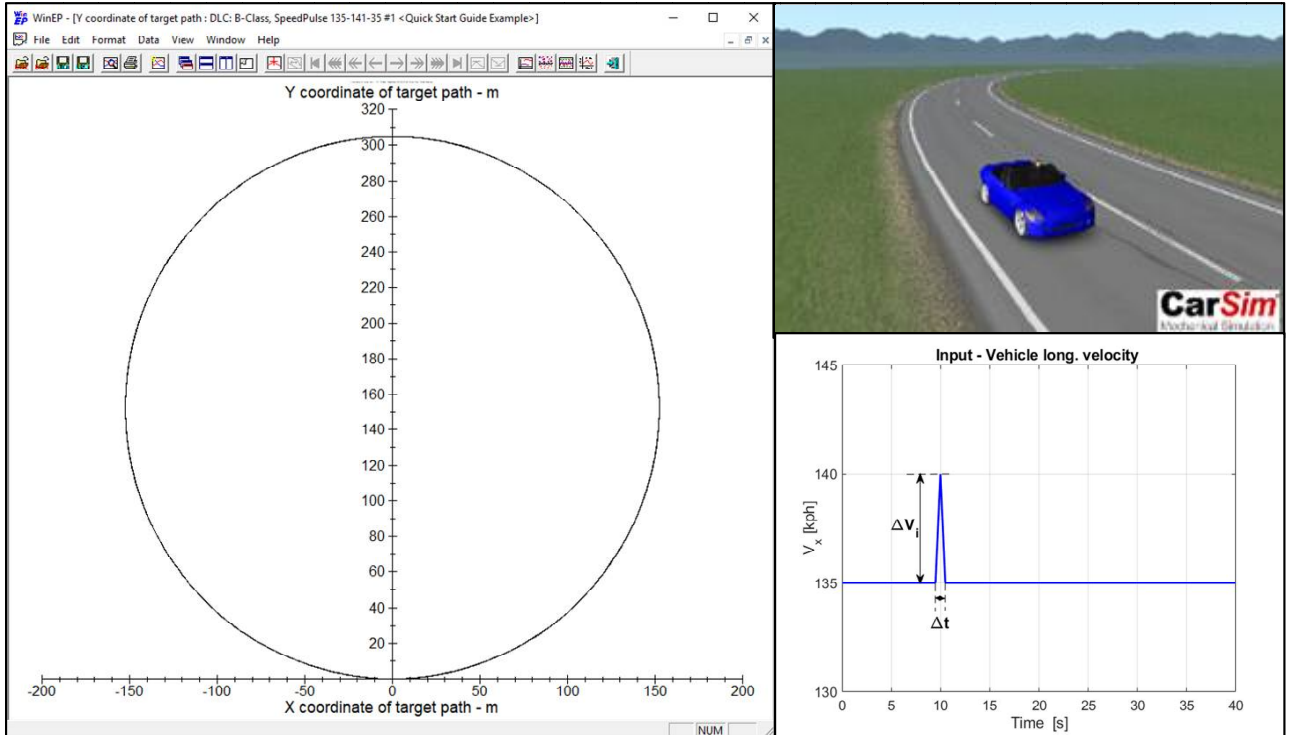 WinEP - [Y coordinate of target path : DLC: B-Class, SpeedPulse 135-141-35 #1 <Quick Start Guide Example>]
File Edit Format Data View Window Help
Y coordinate of target path - m
320
300
280
260
240
220
200
180
160
140
120
100
80
60
40
20
-200 -150 -100 -50 0 50 100 150 200
X coordinate of target path - m
NUM
CarSim
Mechanical Simulation
Input - Vehicle long. velocity
145
140
135
130
V_x [kph]
ΔV_i
Δt
0 5 10 15 20 25 30 35 40
Time [s]